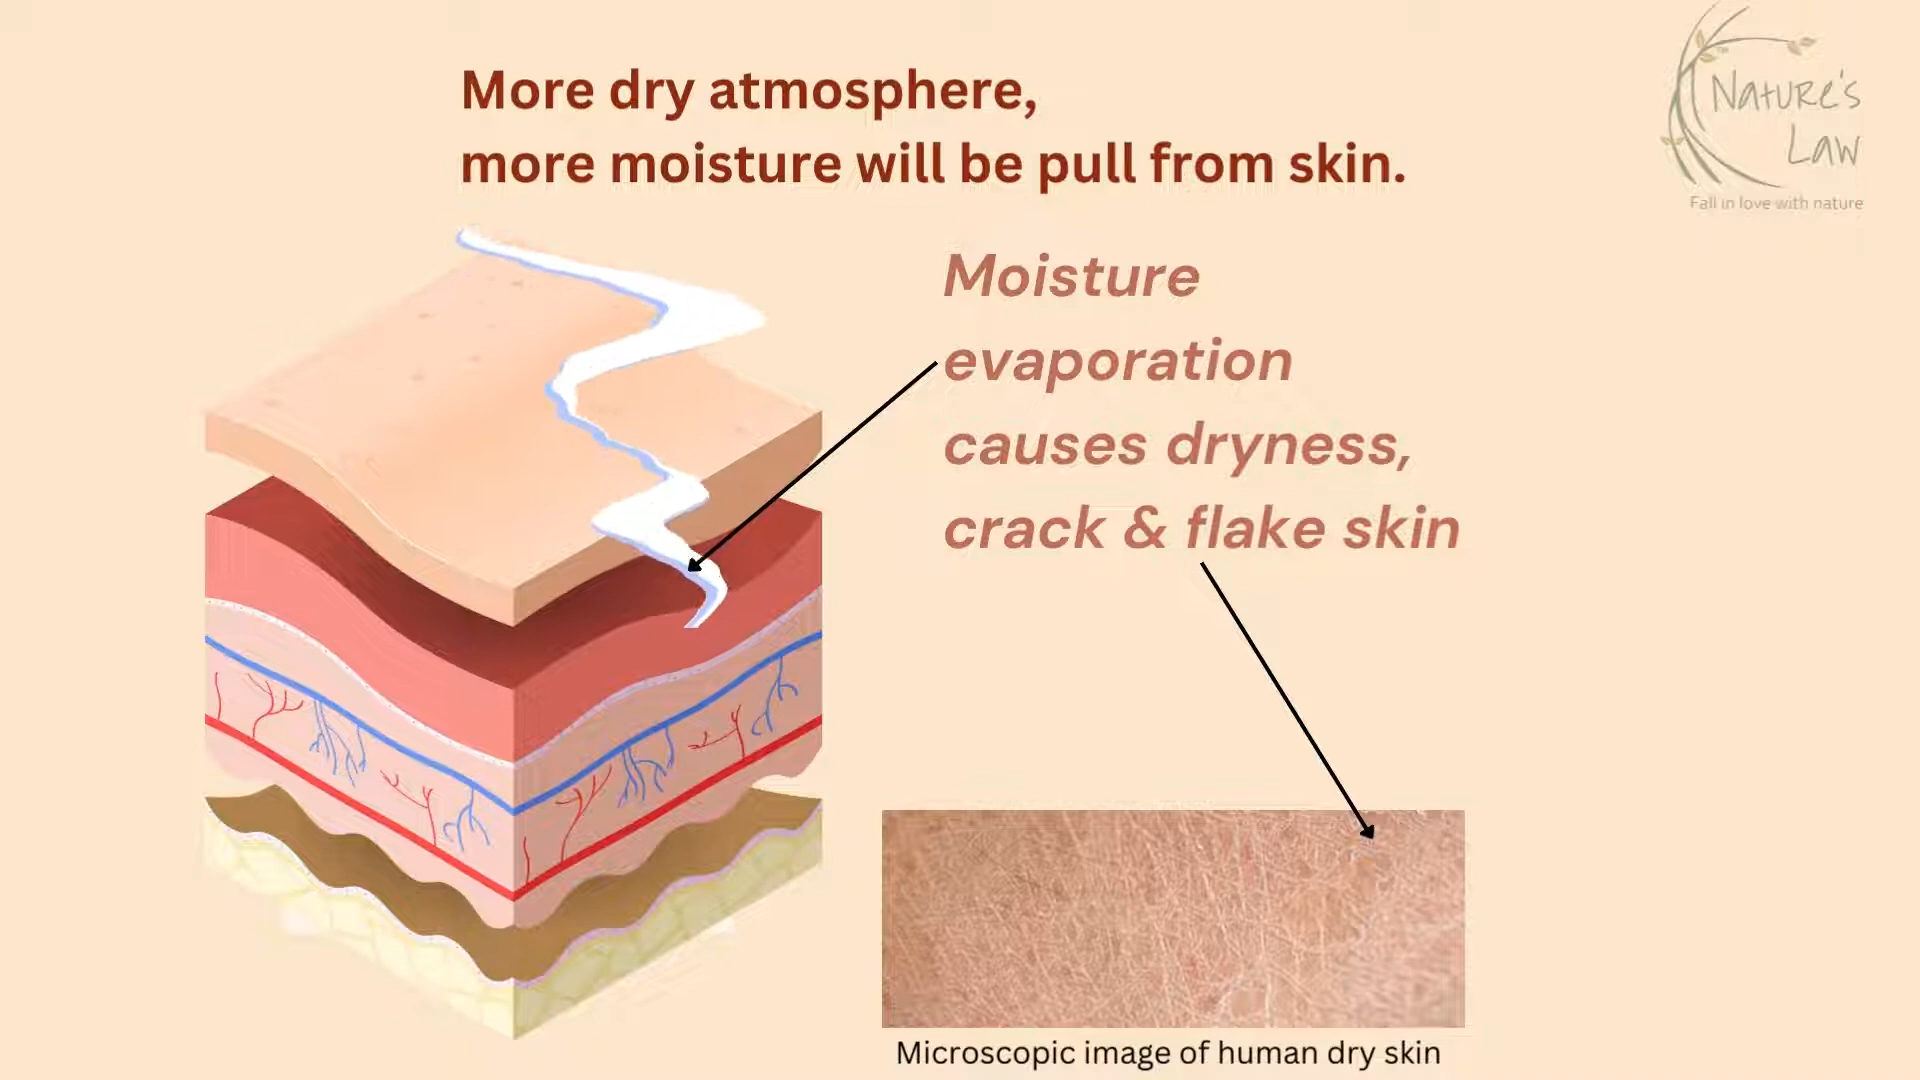 More dry atmosphere,
more moisture will be pull from skin.
Nature's
Law
Fall in love with nature
Moisture
evaporation
causes dryness,
crack & flake skin
Microscopic image of human dry skin